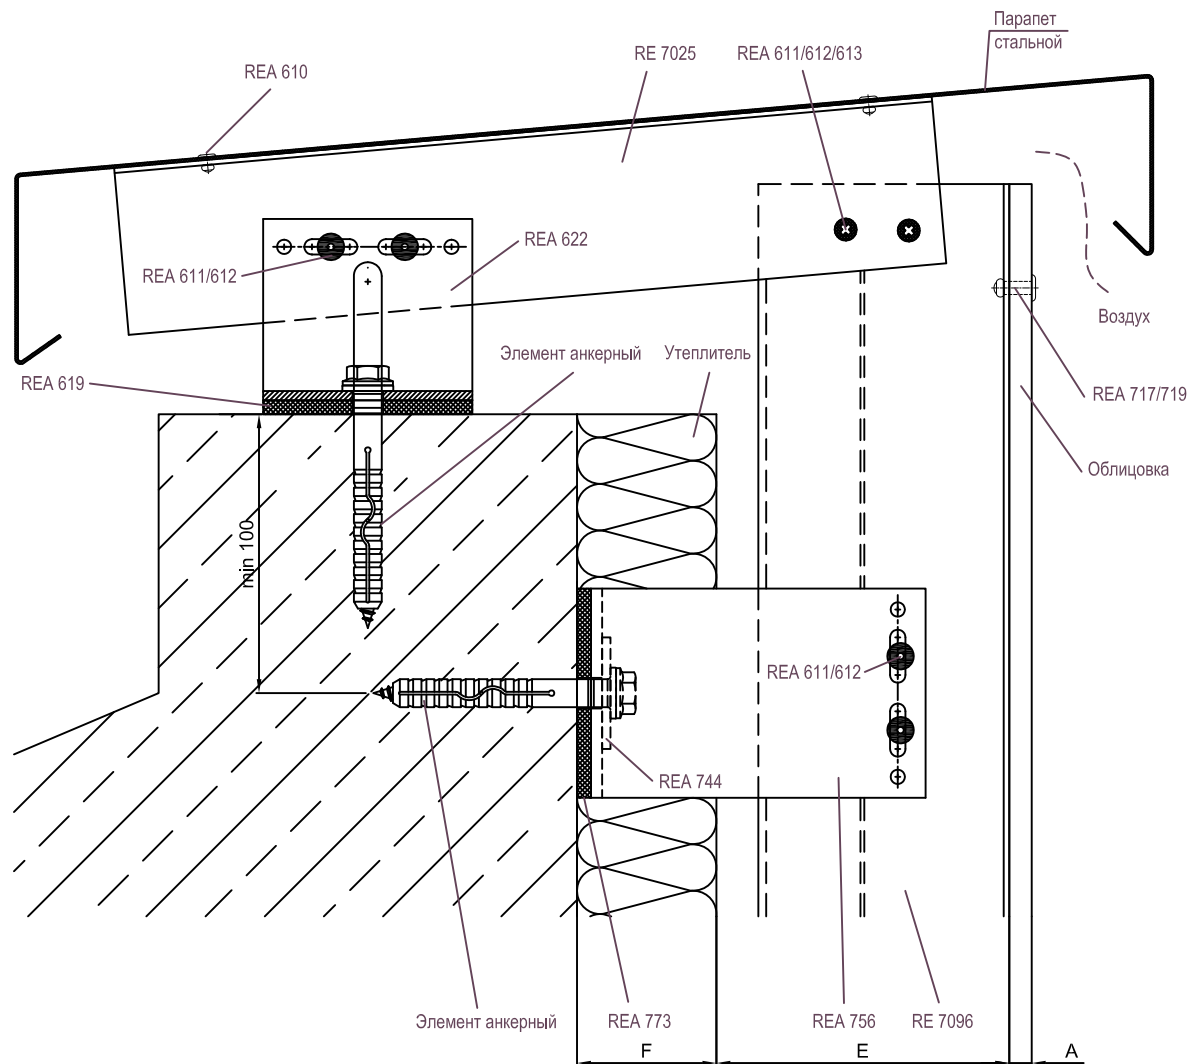 Парапет
стальной
REA 610
RE 7025
REA 611/612/613
REA 622
REA 611/612
Воздух
Элемент анкерный
Утеплитель
REA 619
REA 717/719
Облицовка
min 100
REA 611/612
REA 744
Элемент анкерный
REA 773
REA 756
RE 7096
F
E
A